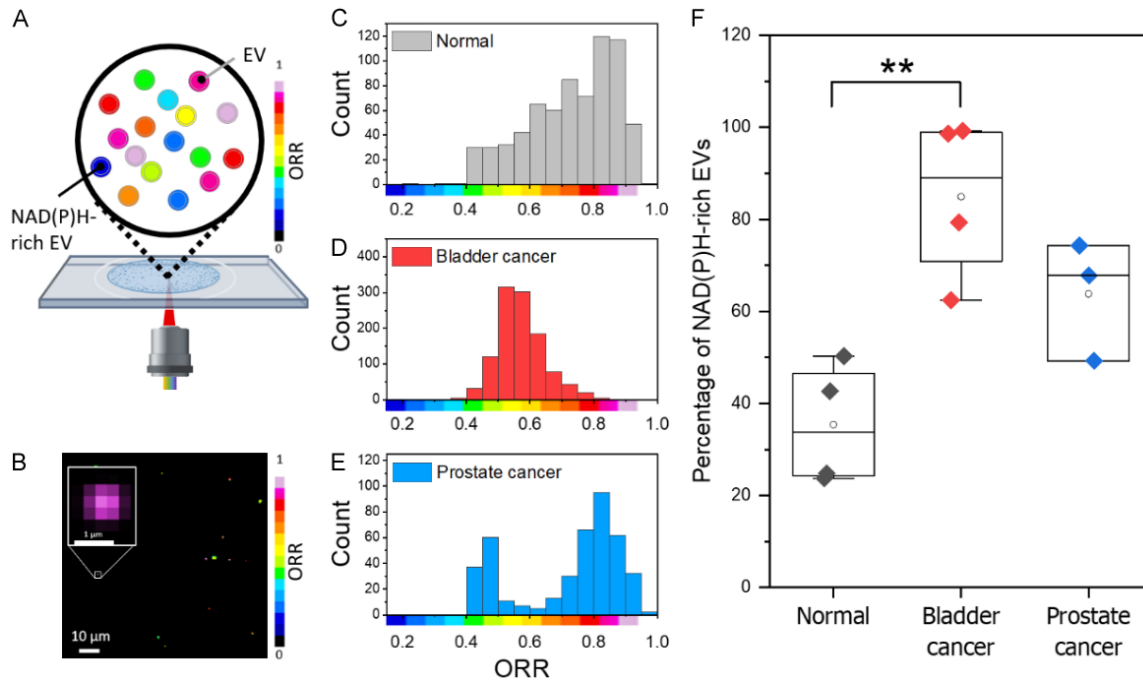 A
EV
1
ORR
0
NAD(P)H-
rich EV
B
1
1 µm
ORR
10 µm
0
C
Normal
Count
120
100
80
60
40
20
0
0.2 0.4 0.6 0.8 1.0
D
Bladder cancer
Count
400
300
200
100
0
0.2 0.4 0.6 0.8 1.0
E
Prostate cancer
Count
120
100
80
60
40
20
0
0.2 0.4 0.6 0.8 1.0
ORR
F
Percentage of NAD(P)H-rich EVs
120
100
80
60
40
20
0
**
Normal
Bladder
cancer
Prostate
cancer